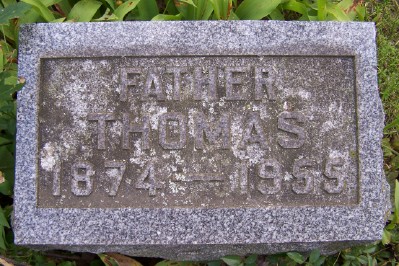 FATHER
THOMAS
1874 — 1955